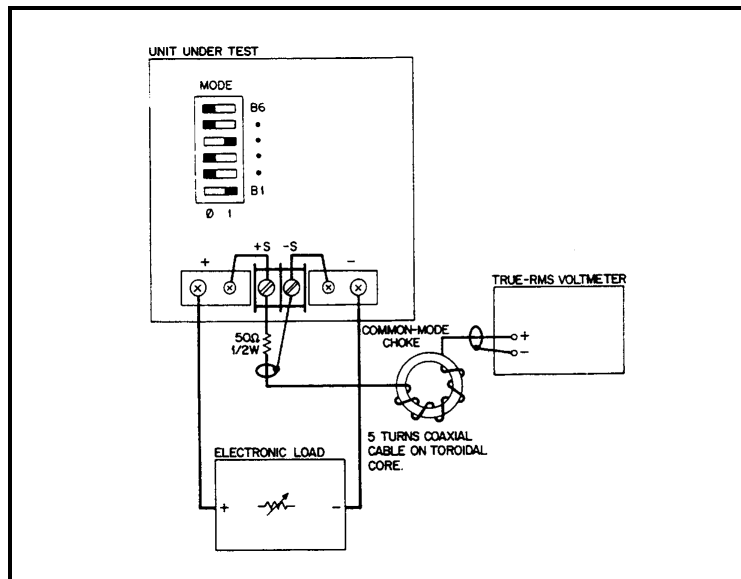 UNIT UNDER TEST
MODE
B6
B1
0 1
+S -S
+ -
TRUE-RMS VOLTMETER
50Ω
1/2W
COMMON-MODE
CHOKE
+
-
5 TURNS COAXIAL
CABLE ON TOROIDAL
CORE.
ELECTRONIC LOAD
+ -